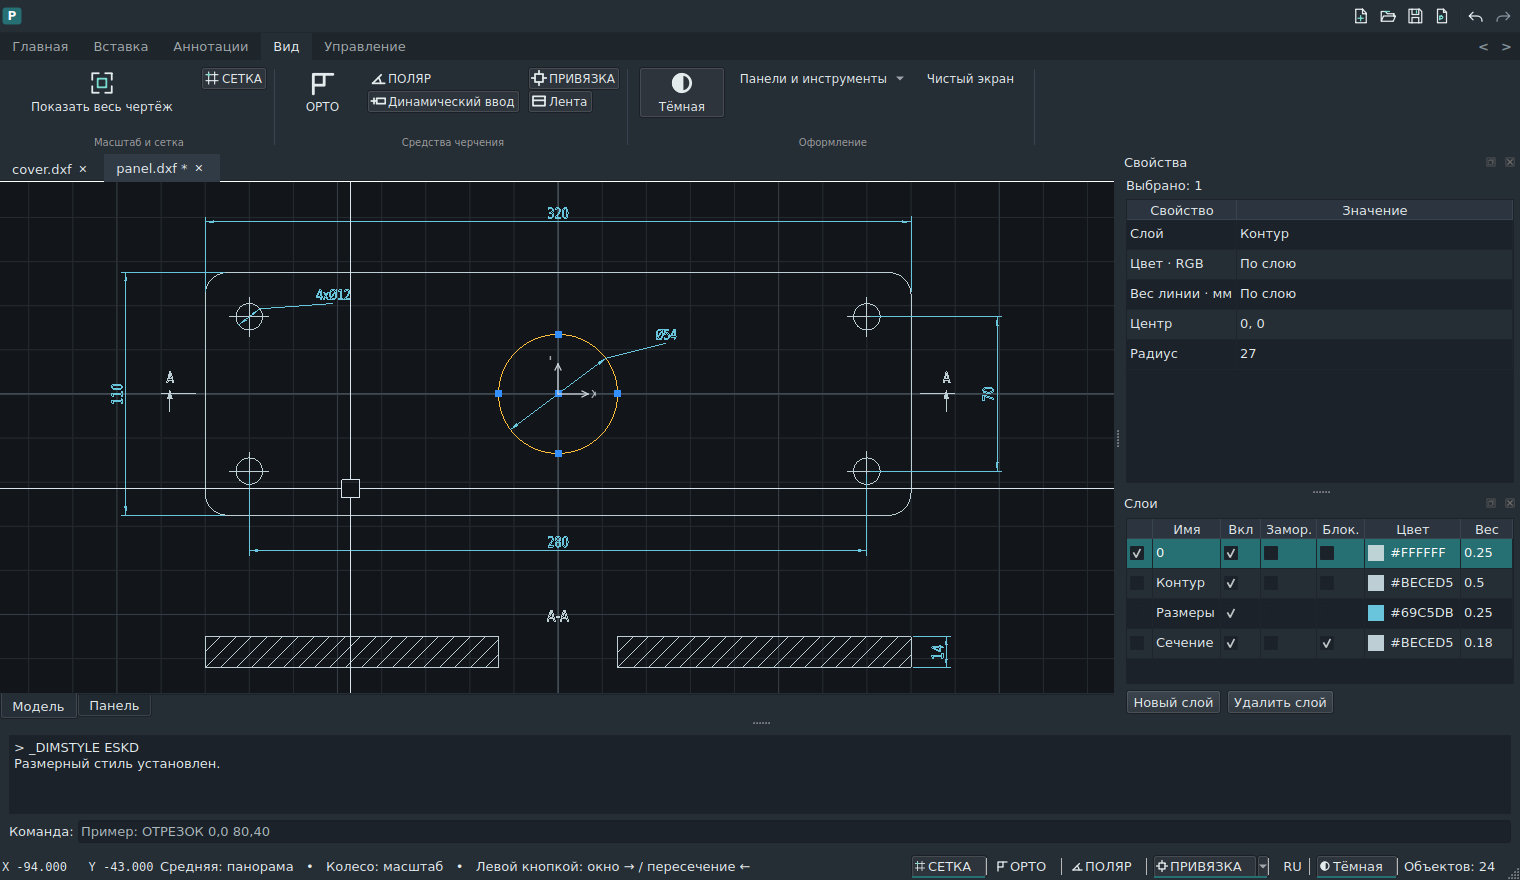 P
Главная Вставка Аннотации Вид Управление < >
Показать весь чертёж
СЕТКА
Масштаб и сетка
ОРТО
ПОЛЯР
ПРИВЯЗКА
Динамический ввод
Лента
Средства черчения
Тёмная
Панели и инструменты
Чистый экран
Оформление
cover.dxf × panel.dxf * ×
320
4xØ12
Ø54
X
110
A
A
70
280
A-A
14
Модель Панель
Свойства
Выбрано: 1
Свойство Значение
Слой Контур
Цвет · RGB По слою
Вес линии · мм По слою
Центр 0, 0
Радиус 27
Слои
Имя Вкл Замор. Блок. Цвет Вес
0 #FFFFFF 0.25
Контур #BECED5 0.5
Размеры #69C5DB 0.25
Сечение #BECED5 0.18
Новый слой Удалить слой
> _DIMSTYLE ESKD
Размерный стиль установлен.
Команда: Пример: ОТРЕЗОК 0,0 80,40
X -94.000 Y -43.000 Средняя: панорама • Колесо: масштаб • Левой кнопкой: окно → / пересечение ← СЕТКА ОРТО ПОЛЯР ПРИВЯЗКА RU Тёмная Объектов: 24